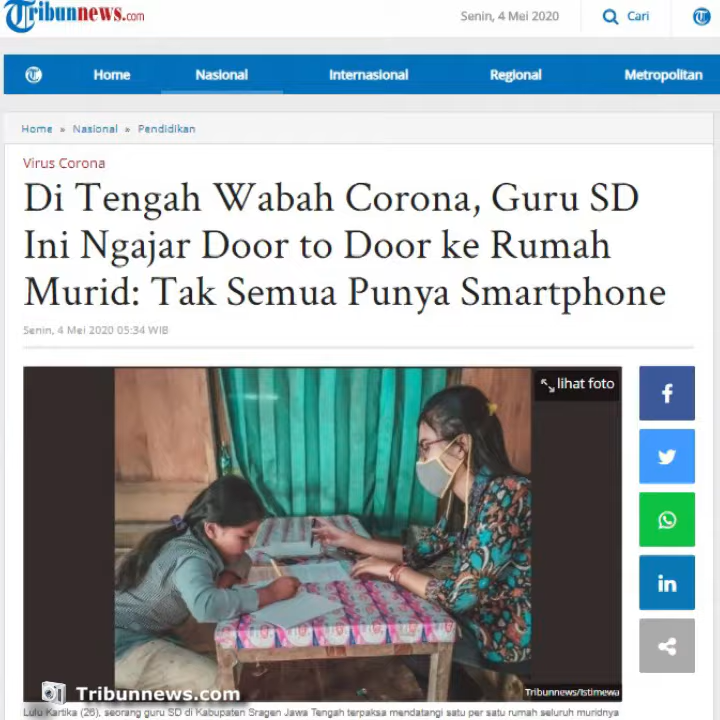 Tribunnews.com
Senin, 4 Mei 2020
Cari
Home
Nasional
Internasional
Regional
Metropolitan
Home » Nasional » Pendidikan
Virus Corona
Di Tengah Wabah Corona, Guru SD
Ini Ngajar Door to Door ke Rumah
Murid: Tak Semua Punya Smartphone
Senin, 4 Mei 2020 05:34 WIB
lihat foto
Tribunnews.com
Tribunnews/Istimewa
Lulu Kartika (26), seorang guru SD di Kabupaten Sragen Jawa Tengah terpaksa mendatangi satu per satu rumah seluruh muridnya